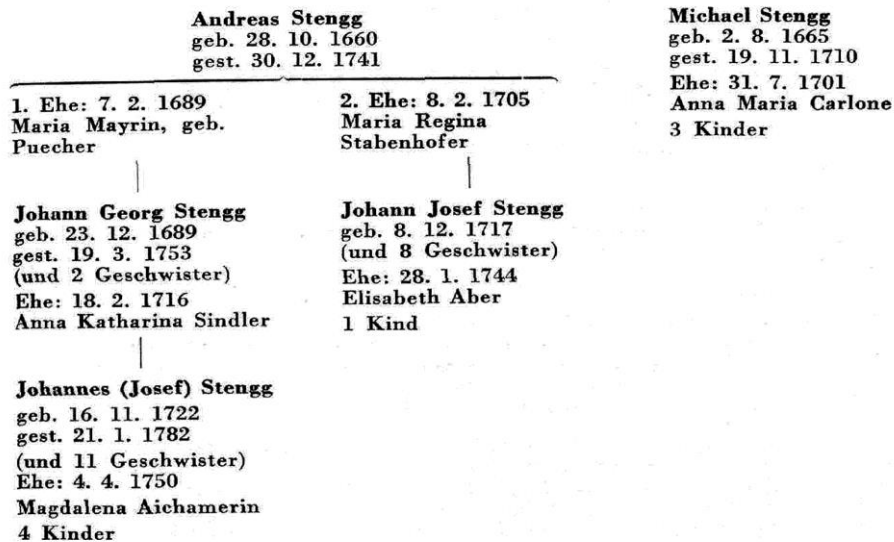 Andreas Stengg
geb. 28. 10. 1660
gest. 30. 12. 1741
Michael Stengg
geb. 2. 8. 1665
gest. 19. 11. 1710
Ehe: 31. 7. 1701
Anna Maria Carlone
3 Kinder
1. Ehe: 7. 2. 1689
Maria Mayrin, geb.
Puecher
2. Ehe: 8. 2. 1705
Maria Regina
Stabenhofer
Johann Georg Stengg
geb. 23. 12. 1689
gest. 19. 3. 1753
(und 2 Geschwister)
Ehe: 18. 2. 1716
Anna Katharina Sindler
Johann Josef Stengg
geb. 8. 12. 1717
(und 8 Geschwister)
Ehe: 28. 1. 1744
Elisabeth Aber
1 Kind
Johannes (Josef) Stengg
geb. 16. 11. 1722
gest. 21. 1. 1782
(und 11 Geschwister)
Ehe: 4. 4. 1750
Magdalena Aichamerin
4 Kinder